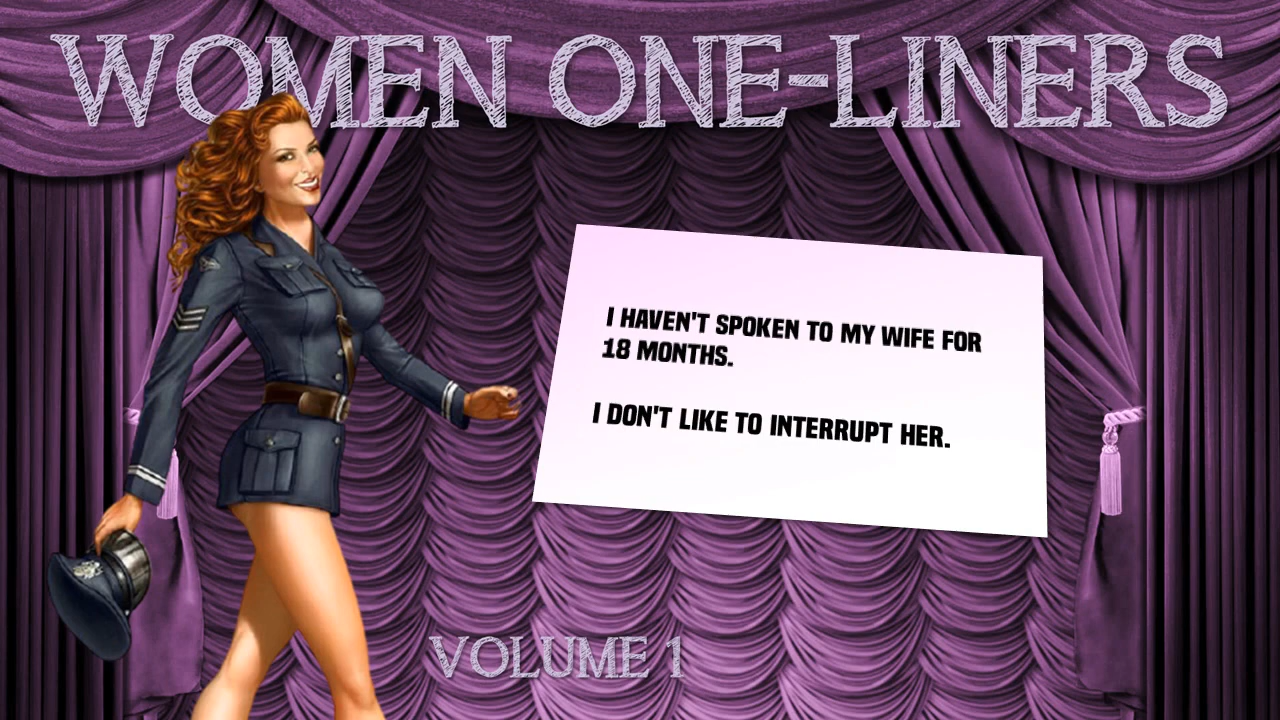 WOMEN ONE-LINERS
I HAVEN'T SPOKEN TO MY WIFE FOR
18 MONTHS.
I DON'T LIKE TO INTERRUPT HER.
VOLUME 1